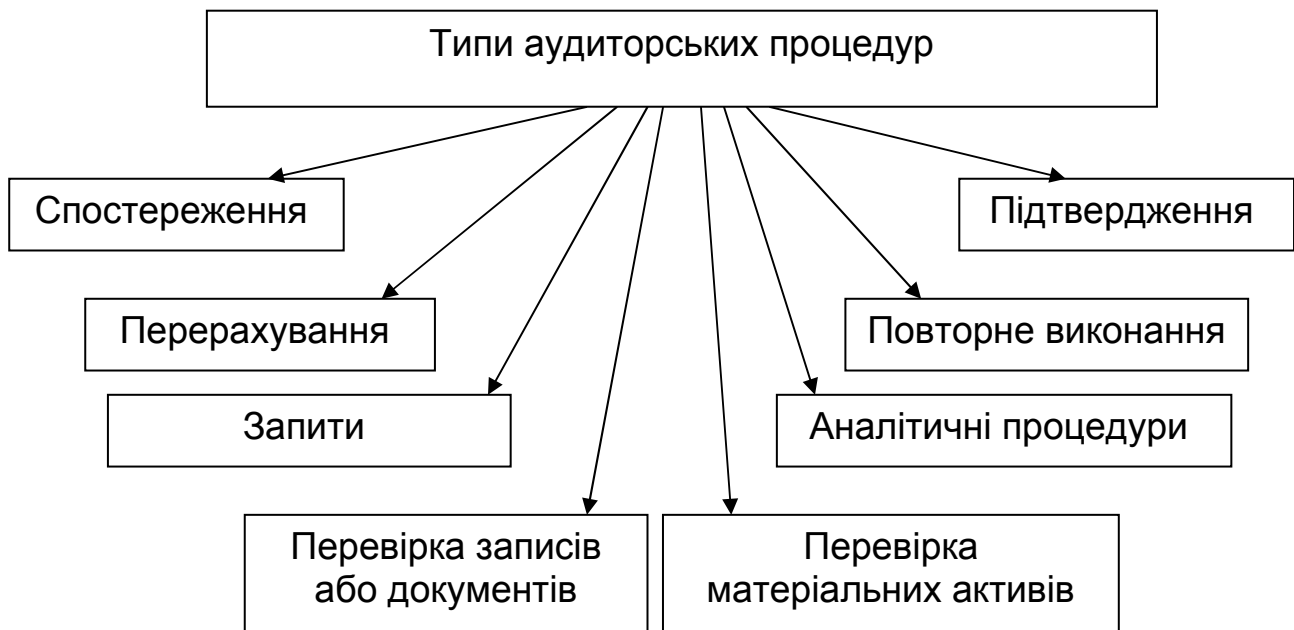 Типи аудиторських процедур
Спостереження
Підтвердження
Перерахування
Повторне виконання
Запити
Аналітичні процедури
Перевірка записів
або документів
Перевірка
матеріальних активів